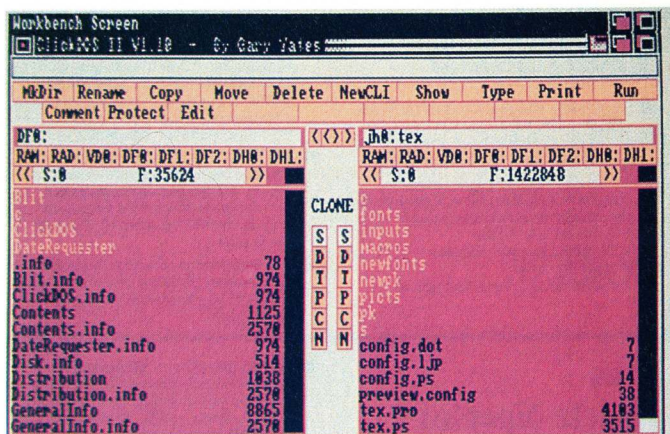 Workbench Screen
ClickDOS II V1.10 - By Gary Yates
MkDir Rename Copy Move Delete NewCLI Show Type Print Run
Comment Protect Edit
DF0:
RAM: RAD: VD0: DF0: DF1: DF2: DH0: DH1:
<< S:0 F:35624 >>
Blit
c
ClickDOS
DateRequester
.info 78
Blit.info 974
ClickDOS.info 974
Contents 1125
Contents.info 2570
DateRequester.info 974
Disk.info 514
Distribution 1038
Distribution.info 2570
GeneralInfo 8865
GeneralInfo.info 2570
<<>>
CLONE
S S
D D
T T
P P
C C
N N
jh0:tex
RAM: RAD: VD0: DF0: DF1: DF2: DH0: DH1:
<< S:0 F:1422848 >>
c
fonts
inputs
macros
newfonts
newpk
picts
pk
s
config.dot 7
config.ljp 7
config.ps 14
preview.config 38
tex.pro 4103
tex.ps 3515